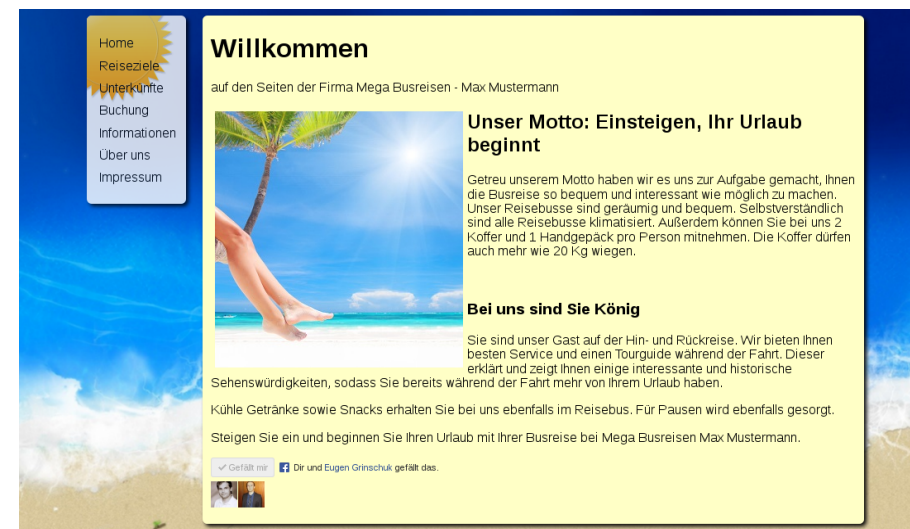 Home
Reiseziele
Unterkünfte
Buchung
Informationen
Über uns
Impressum
Willkommen
auf den Seiten der Firma Mega Busreisen - Max Mustermann
Unser Motto: Einsteigen, Ihr Urlaub
beginnt
Getreu unserem Motto haben wir es uns zur Aufgabe gemacht, Ihnen
die Busreise so bequem und interessant wie möglich zu machen.
Unser Reisebusse sind geräumig und bequem. Selbstverständlich
sind alle Reisebusse klimatisiert. Außerdem können Sie bei uns 2
Koffer und 1 Handgepäck pro Person mitnehmen. Die Koffer dürfen
auch mehr wie 20 Kg wiegen.
Bei uns sind Sie König
Sie sind unser Gast auf der Hin- und Rückreise. Wir bieten Ihnen
besten Service und einen Tourguide während der Fahrt. Dieser
erklärt und zeigt Ihnen einige interessante und historische
Sehenswürdigkeiten, sodass Sie bereits während der Fahrt mehr von Ihrem Urlaub haben.
Kühle Getränke sowie Snacks erhalten Sie bei uns ebenfalls im Reisebus. Für Pausen wird ebenfalls gesorgt.
Steigen Sie ein und beginnen Sie Ihren Urlaub mit Ihrer Busreise bei Mega Busreisen Max Mustermann.
Gefällt mir Dir und Eugen Grinschuk gefällt das.